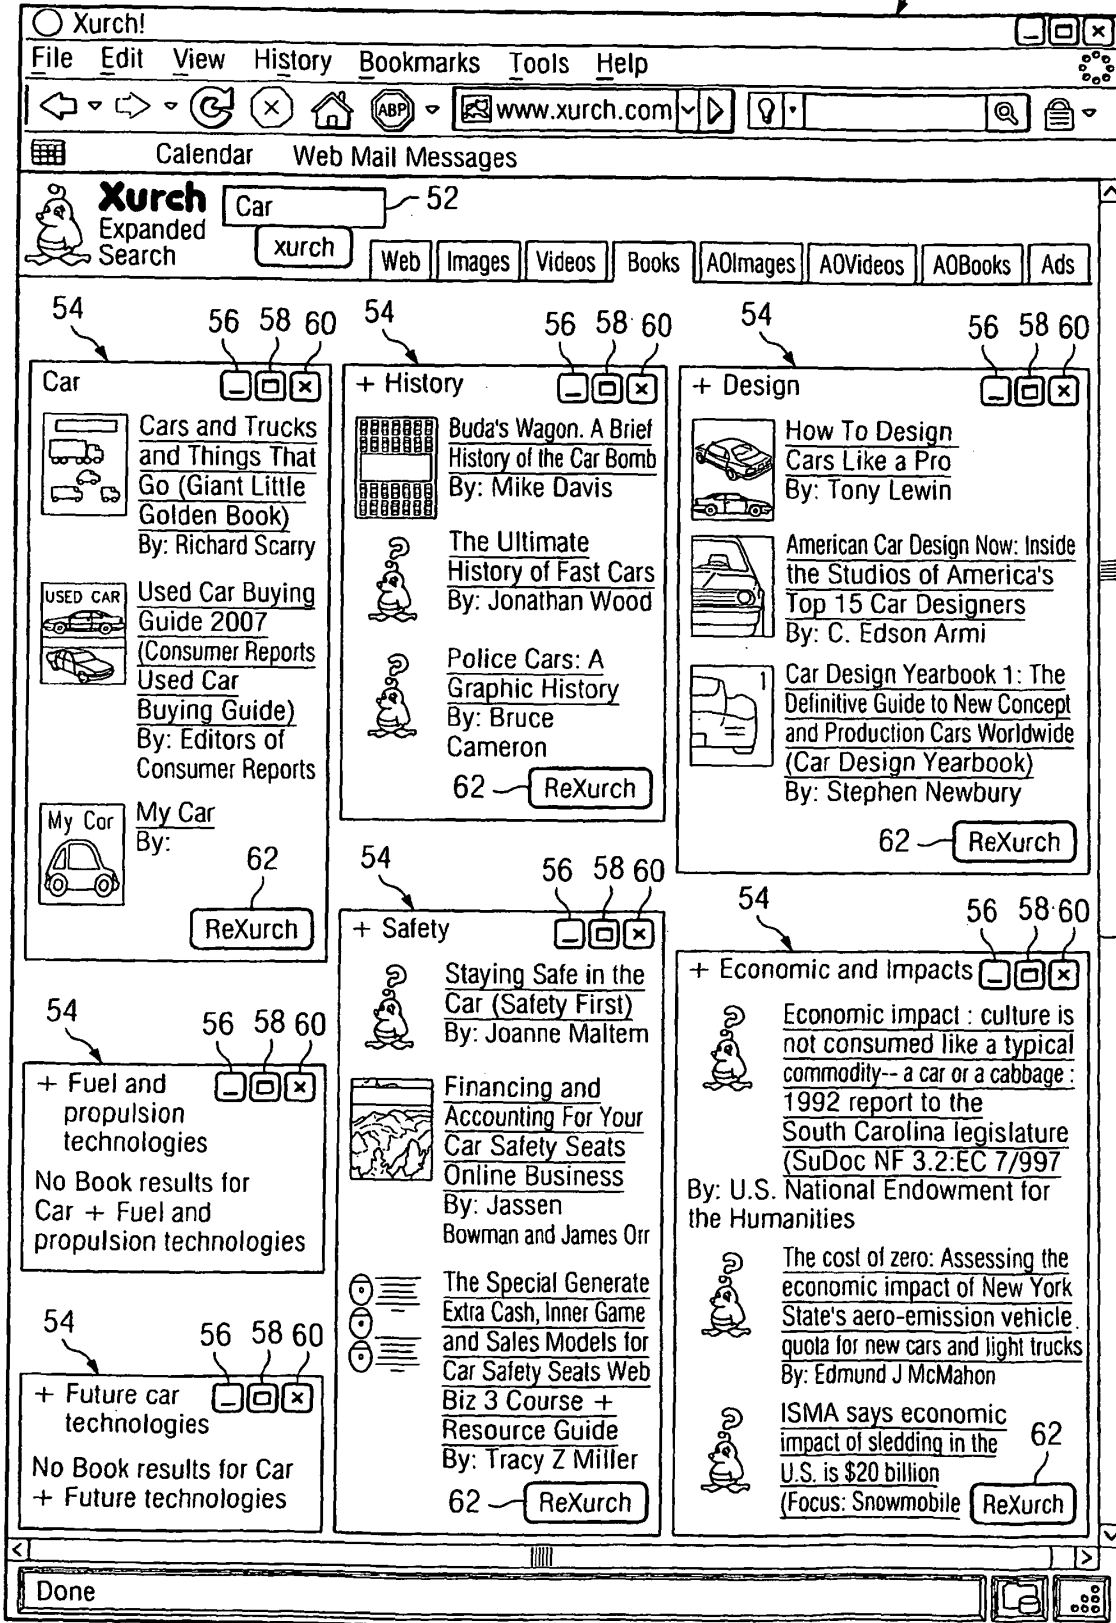 Xurch!
File Edit View History Bookmarks Tools Help
ABP www.xurch.com
Calendar Web Mail Messages
Xurch
Expanded
Search
Car
52
xurch
Web Images Videos Books AOImages AOVideos AOBooks Ads
54 56 58 60
Car
Cars and Trucks
and Things That
Go (Giant Little
Golden Book)
By: Richard Scarry
USED CAR
Used Car Buying
Guide 2007
(Consumer Reports
Used Car
Buying Guide)
By: Editors of
Consumer Reports
My Car
My Car
By:
62
ReXurch
54 56 58 60
+ Fuel and
propulsion
technologies
No Book results for
Car + Fuel and
propulsion technologies
54 56 58 60
+ Future car
technologies
No Book results for Car
+ Future technologies
54 56 58 60
+ History
Buda's Wagon. A Brief
History of the Car Bomb
By: Mike Davis
The Ultimate
History of Fast Cars
By: Jonathan Wood
Police Cars: A
Graphic History
By: Bruce
Cameron
62 ReXurch
54 56 58 60
+ Safety
Staying Safe in the
Car (Safety First)
By: Joanne Maltern
Financing and
Accounting For Your
Car Safety Seats
Online Business
By: Jassen
Bowman and James Orr
The Special Generate
Extra Cash, Inner Game
and Sales Models for
Car Safety Seats Web
Biz 3 Course +
Resource Guide
By: Tracy Z Miller
62 ReXurch
54 56 58 60
+ Design
How To Design
Cars Like a Pro
By: Tony Lewin
American Car Design Now: Inside
the Studios of America's
Top 15 Car Designers
By: C. Edson Armi
1
Car Design Yearbook 1: The
Definitive Guide to New Concept
and Production Cars Worldwide
(Car Design Yearbook)
By: Stephen Newbury
62 ReXurch
54 56 58 60
+ Economic and Impacts
Economic impact : culture is
not consumed like a typical
commodity-- a car or a cabbage :
1992 report to the
South Carolina legislature
(SuDoc NF 3.2:EC 7/997
By: U.S. National Endowment for
the Humanities
The cost of zero: Assessing the
economic impact of New York
State's aero-emission vehicle
quota for new cars and light trucks
By: Edmund J McMahon
ISMA says economic
impact of sledding in the
U.S. is $20 billion
(Focus: Snowmobile
62
ReXurch
Done